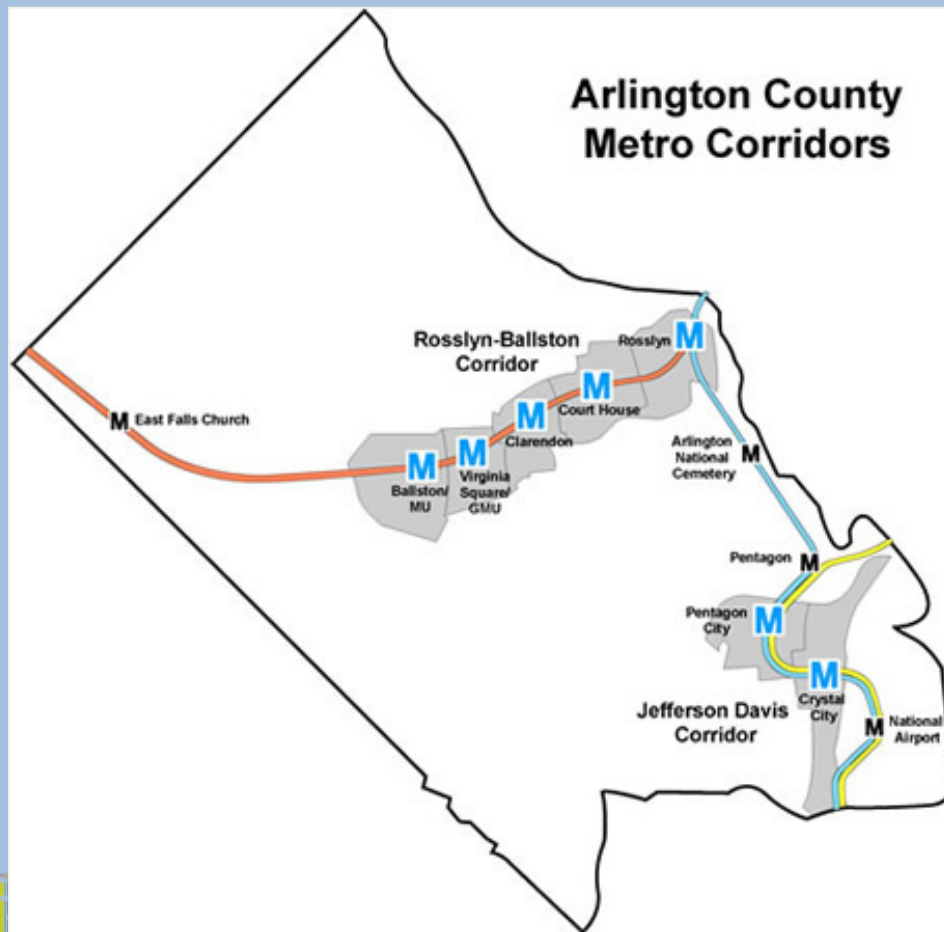 Arlington County
Metro Corridors
Rosslyn-Ballston
Corridor
Rosslyn
M
M
Court House
M
Clarendon
M
East Falls Church
M
Virginia
Square/
GMU
M
Ballston/
MU
Arlington
National
Cemetery
M
Pentagon
M
Pentagon
City
M
M
Crystal
City
Jefferson Davis
Corridor
M
National
Airport